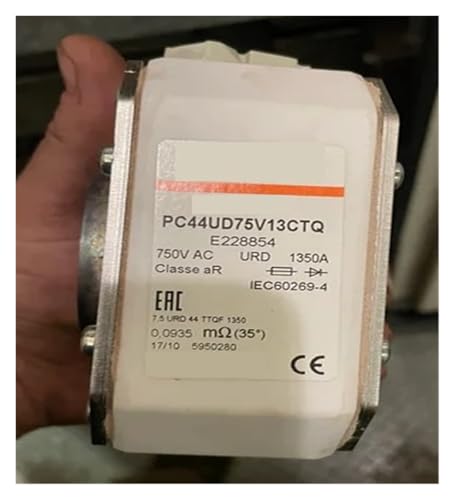 PC44UD75V13CTQ
E228854
750V AC URD 1350A
Classe aR
IEC60269-4
EAC
7.5 URD 44 TTQF 1350
0,0935 mΩ(35°)
17/10 5950280
CE